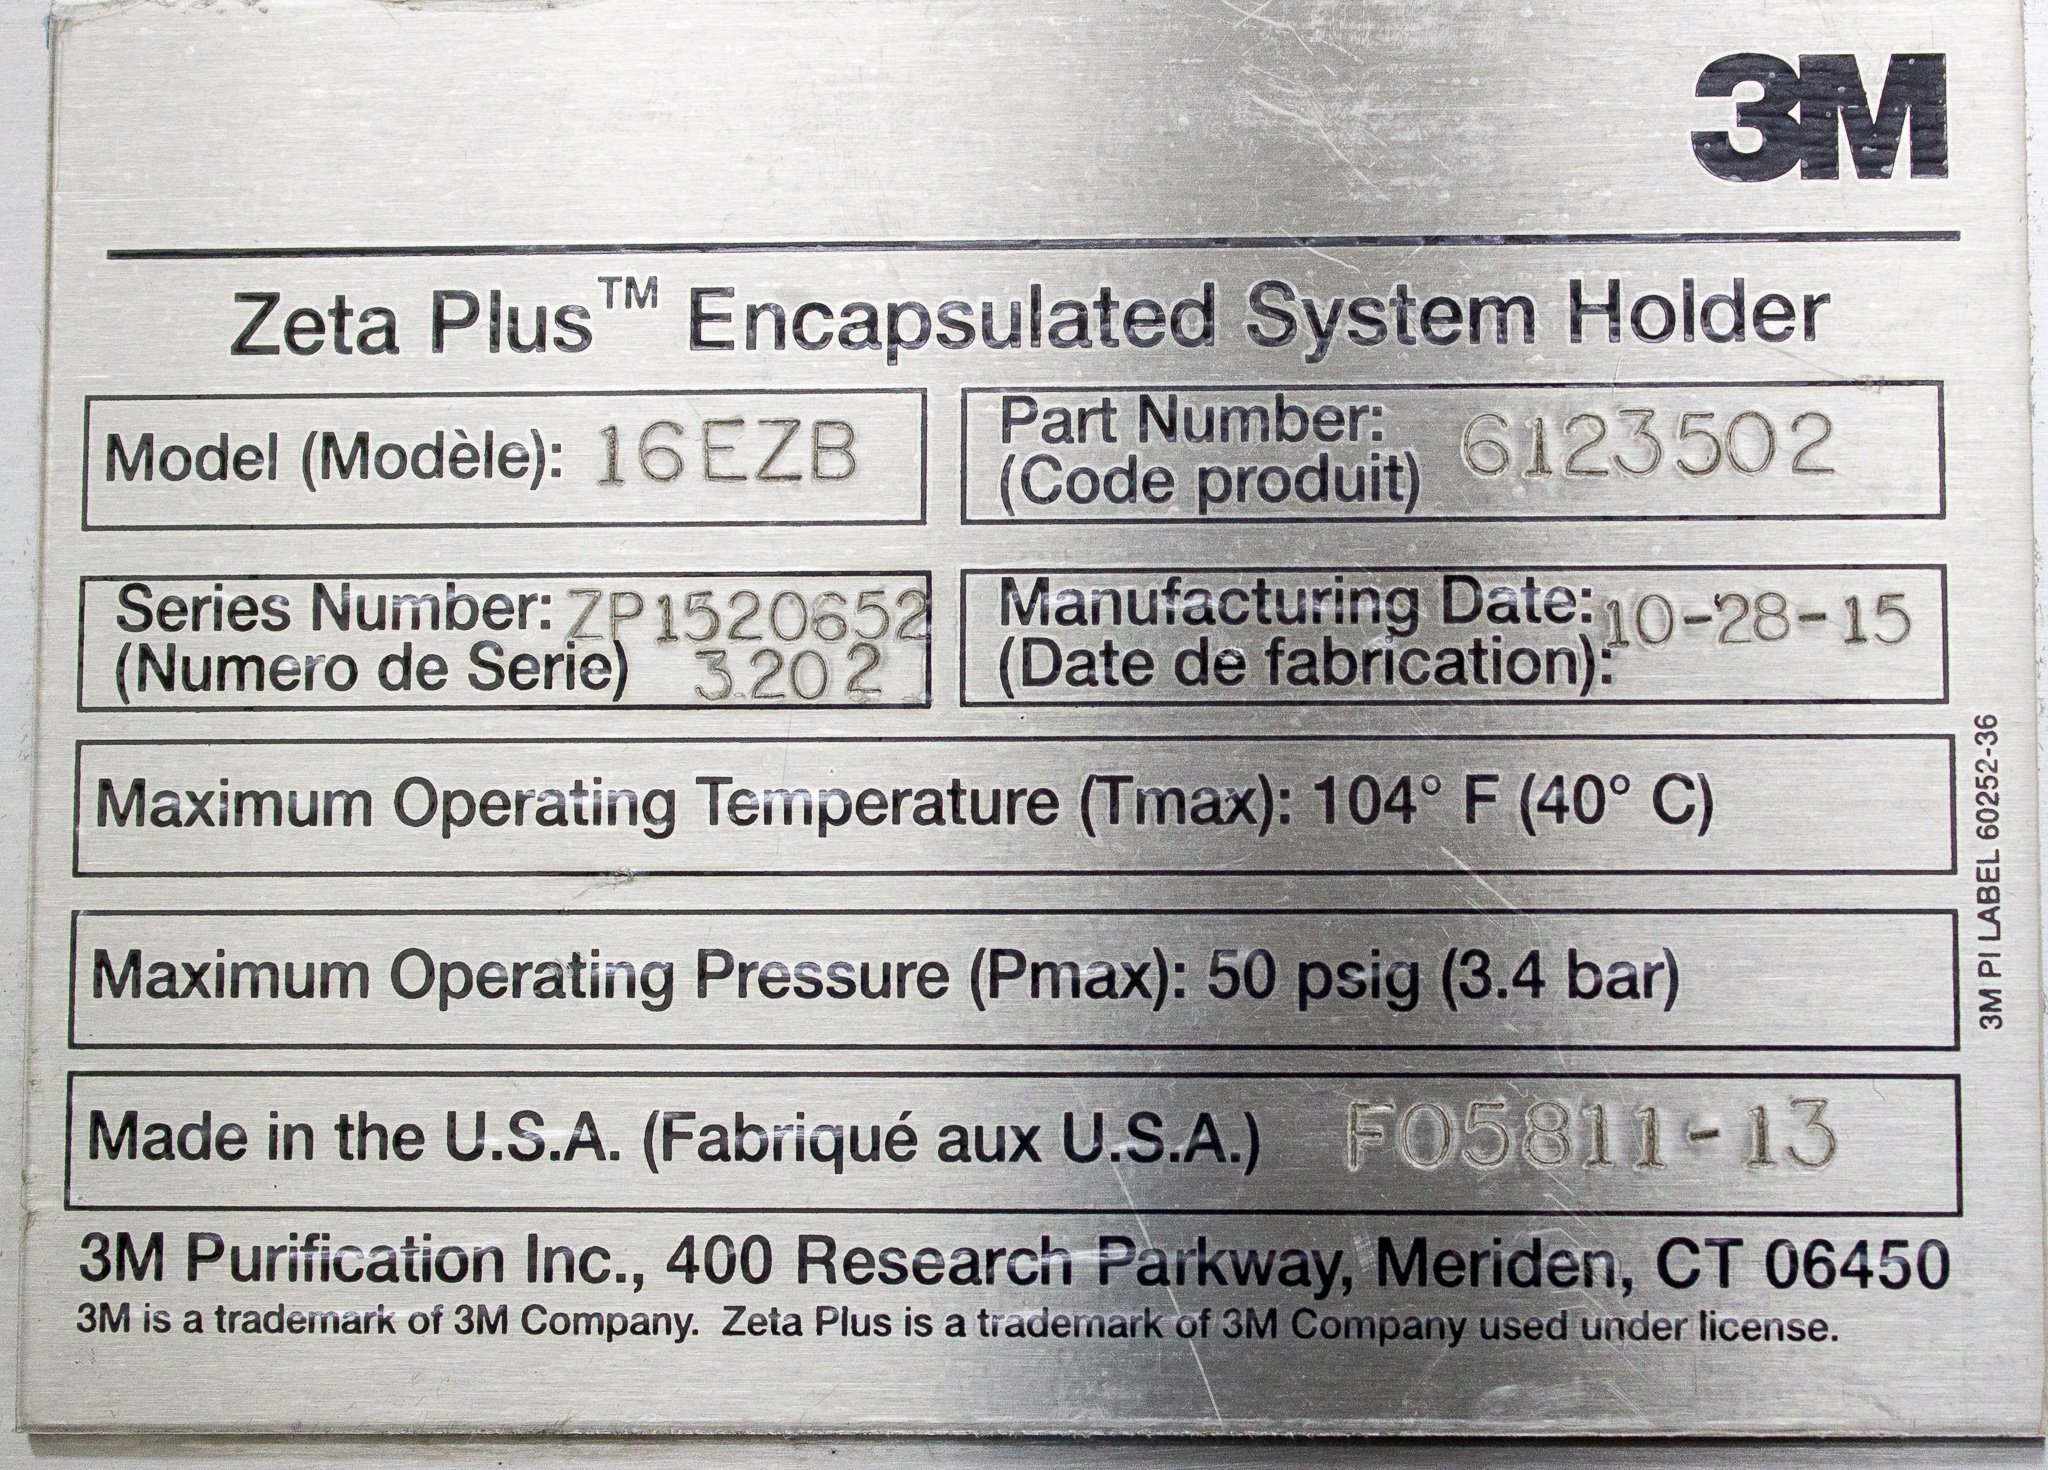 3M
Zeta Plus™ Encapsulated System Holder
Model (Modèle): 16EZB
Part Number: 6123502
(Code produit)
Series Number: ZP1520652
(Numero de Serie) 3.202
Manufacturing Date: 10-28-15
(Date de fabrication):
Maximum Operating Temperature (Tmax): 104° F (40° C)
Maximum Operating Pressure (Pmax): 50 psig (3.4 bar)
Made in the U.S.A. (Fabriqué aux U.S.A.) F05811-13
3M Purification Inc., 400 Research Parkway, Meriden, CT 06450
3M is a trademark of 3M Company. Zeta Plus is a trademark of 3M Company used under license.
3M PI LABEL 60252-36